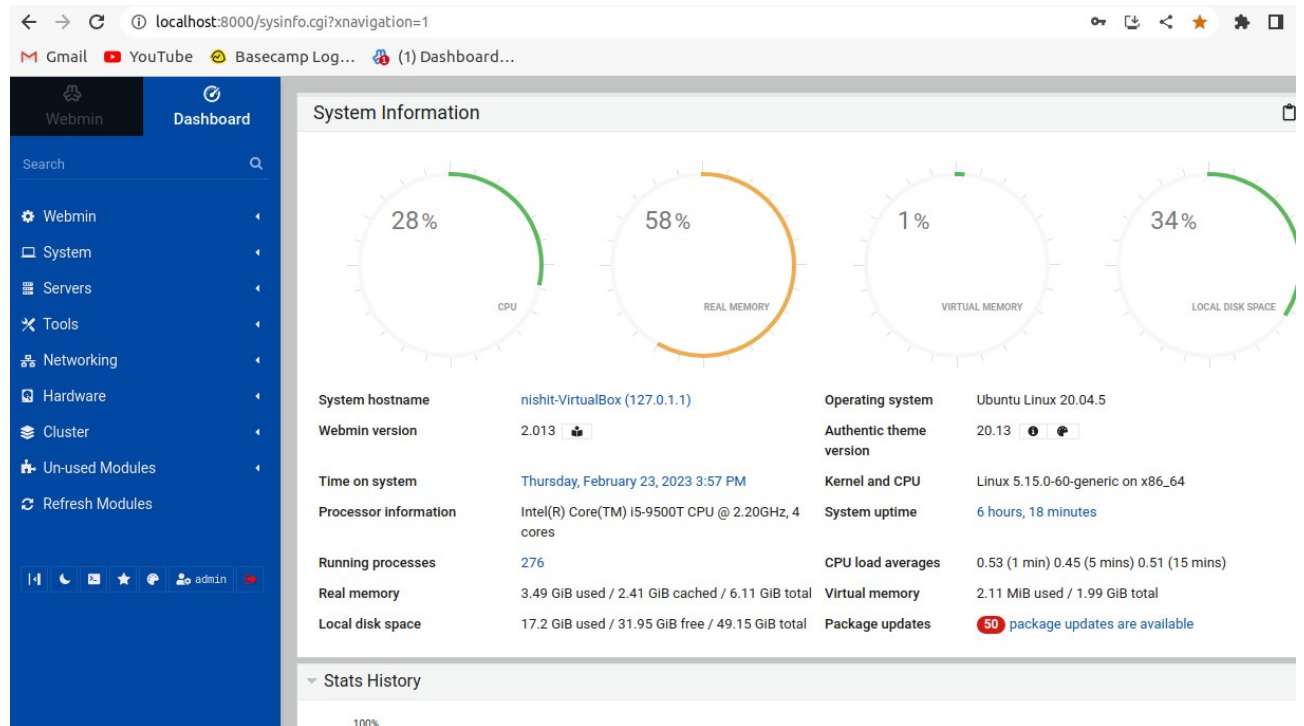 localhost:8000/sysinfo.cgi?xnavigation=1
Gmail YouTube Basecamp Log... (1) Dashboard...
Webmin
Dashboard
Search
Webmin
System
Servers
Tools
Networking
Hardware
Cluster
Un-used Modules
Refresh Modules
admin
System Information
28%
CPU
58%
REAL MEMORY
1%
VIRTUAL MEMORY
34%
LOCAL DISK SPACE
System hostname nishit-VirtualBox (127.0.1.1) Operating system Ubuntu Linux 20.04.5
Webmin version 2.013 Authentic theme 20.13
version
Time on system Thursday, February 23, 2023 3:57 PM Kernel and CPU Linux 5.15.0-60-generic on x86_64
Processor information Intel(R) Core(TM) i5-9500T CPU @ 2.20GHz, 4 System uptime 6 hours, 18 minutes
cores
Running processes 276 CPU load averages 0.53 (1 min) 0.45 (5 mins) 0.51 (15 mins)
Real memory 3.49 GiB used / 2.41 GiB cached / 6.11 GiB total Virtual memory 2.11 MiB used / 1.99 GiB total
Local disk space 17.2 GiB used / 31.95 GiB free / 49.15 GiB total Package updates 50 package updates are available
Stats History
100%